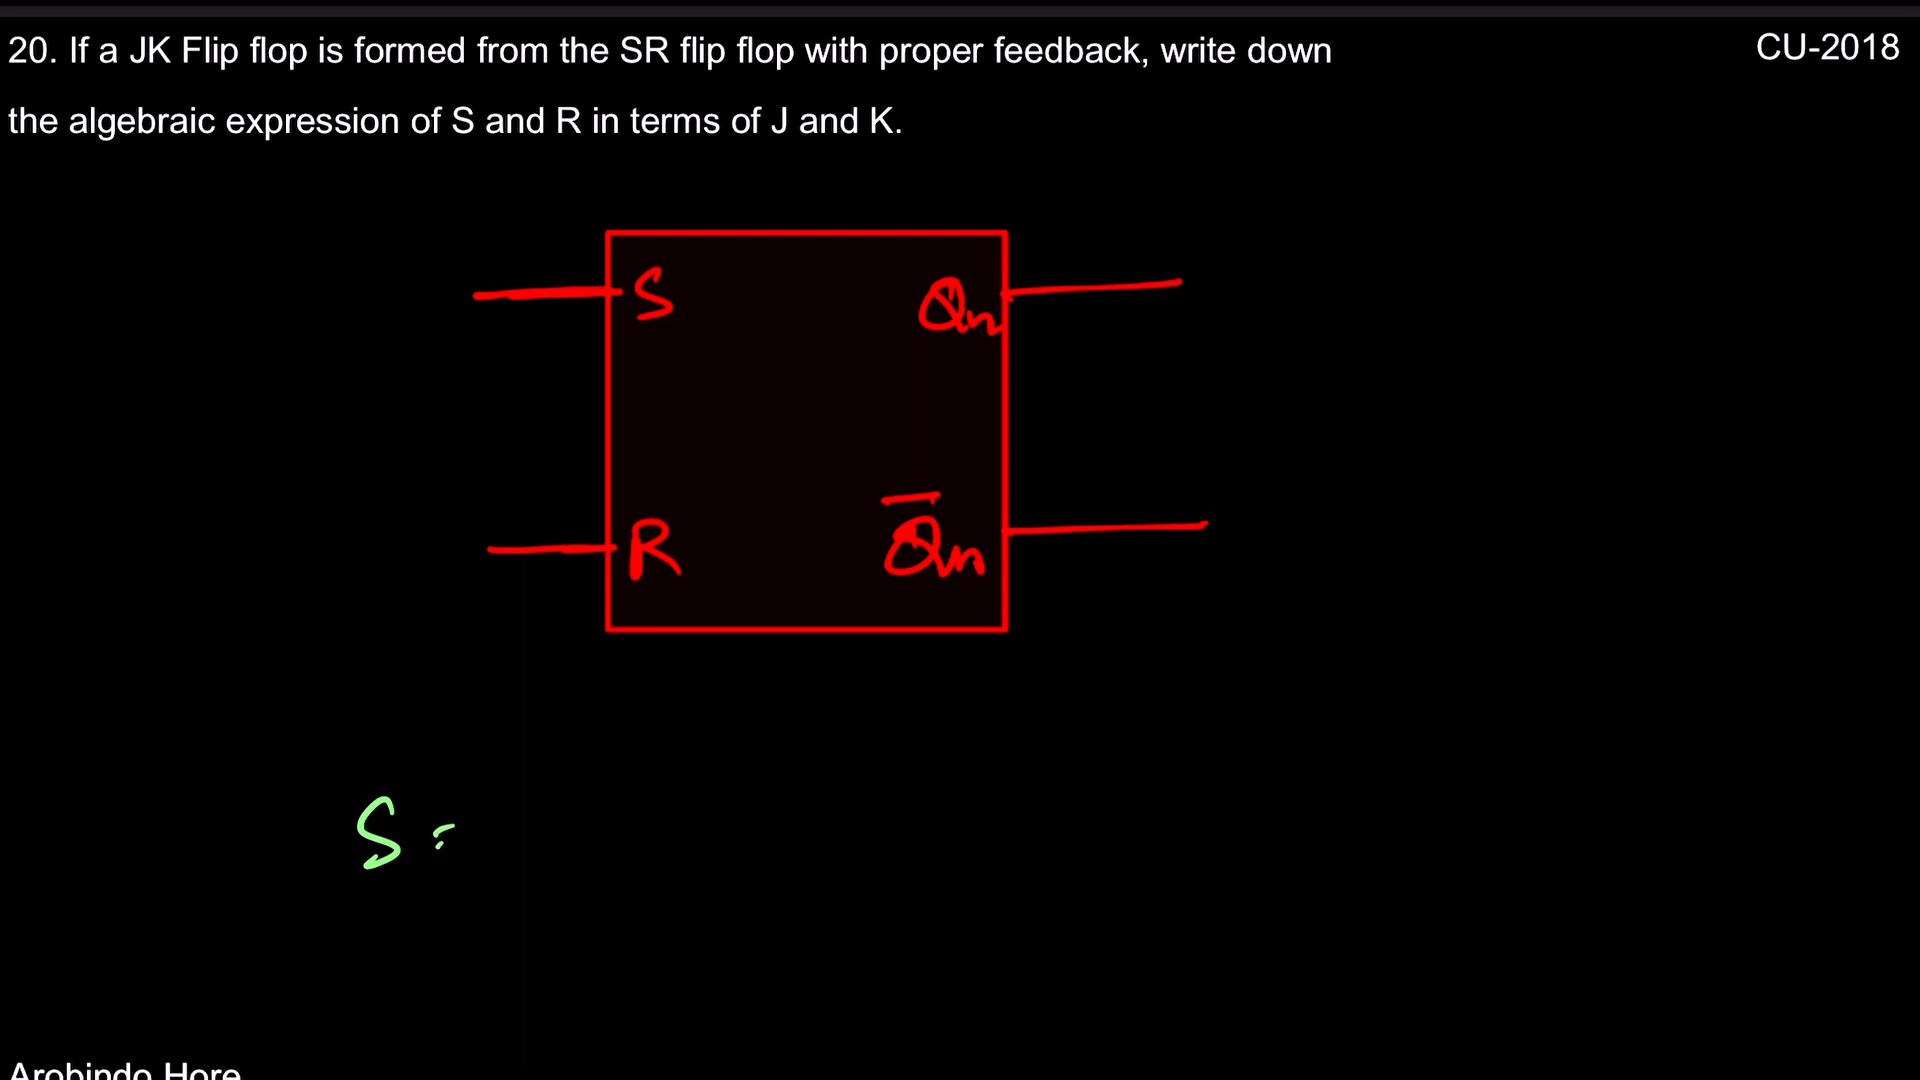 20. If a JK Flip flop is formed from the SR flip flop with proper feedback, write down
CU-2018
the algebraic expression of S and R in terms of J and K.
S
Qn
R
Q̅n
S =
Arobindo Hore